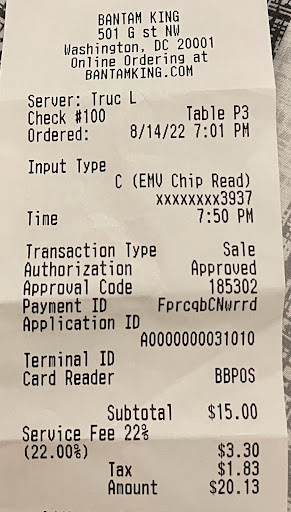 BANTAM KING
501 G st NW
Washington, DC 20001
Online Ordering at
BANTAMKING.COM
Server: Truc L
Check #100 Table P3
Ordered: 8/14/22 7:01 PM
Input Type
C (EMV Chip Read)
xxxxxxxx3937
Time 7:50 PM
Transaction Type Sale
Authorization Approved
Approval Code 185302
Payment ID FprcqbCNwrrd
Application ID
A0000000031010
Terminal ID
Card Reader BBPOS
Subtotal $15.00
Service Fee 22%
(22.00%) $3.30
Tax $1.83
Amount $20.13